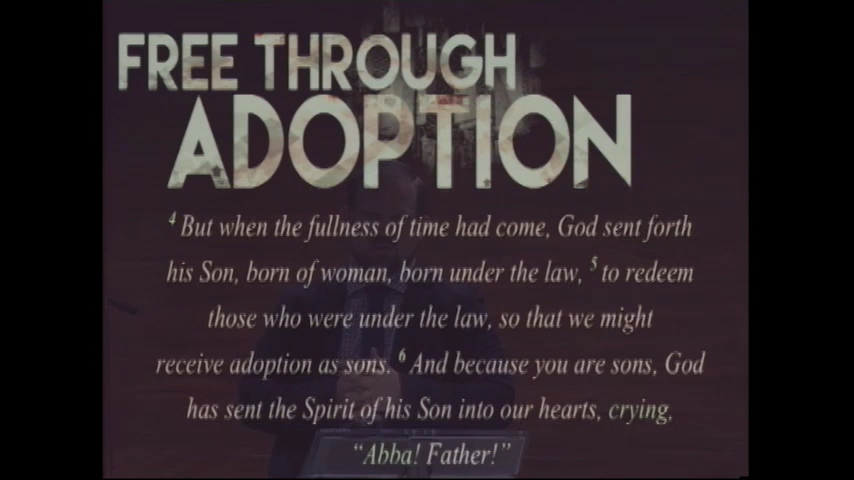 FREE THROUGH
ADOPTION
⁴ But when the fullness of time had come, God sent forth
his Son, born of woman, born under the law, ⁵ to redeem
those who were under the law, so that we might
receive adoption as sons. ⁶ And because you are sons, God
has sent the Spirit of his Son into our hearts, crying,
“Abba! Father!”